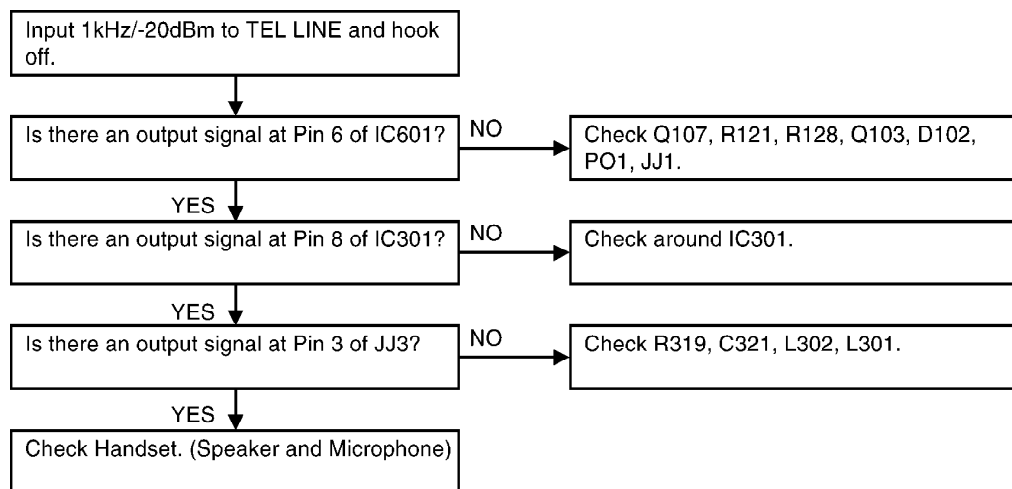 Input 1kHz/-20dBm to TEL LINE and hook
off.
Is there an output signal at Pin 6 of IC601?
NO
Check Q107, R121, R128, Q103, D102,
PO1, JJ1.
YES
Is there an output signal at Pin 8 of IC301?
NO
Check around IC301.
YES
Is there an output signal at Pin 3 of JJ3?
NO
Check R319, C321, L302, L301.
YES
Check Handset. (Speaker and Microphone)